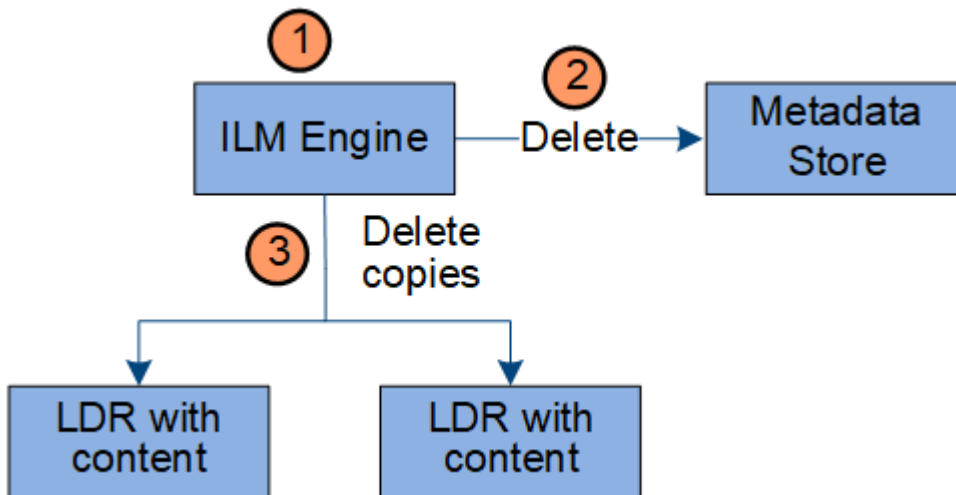 1
2
ILM Engine
Delete
Metadata
Store
3
Delete
copies
LDR with
content
LDR with
content